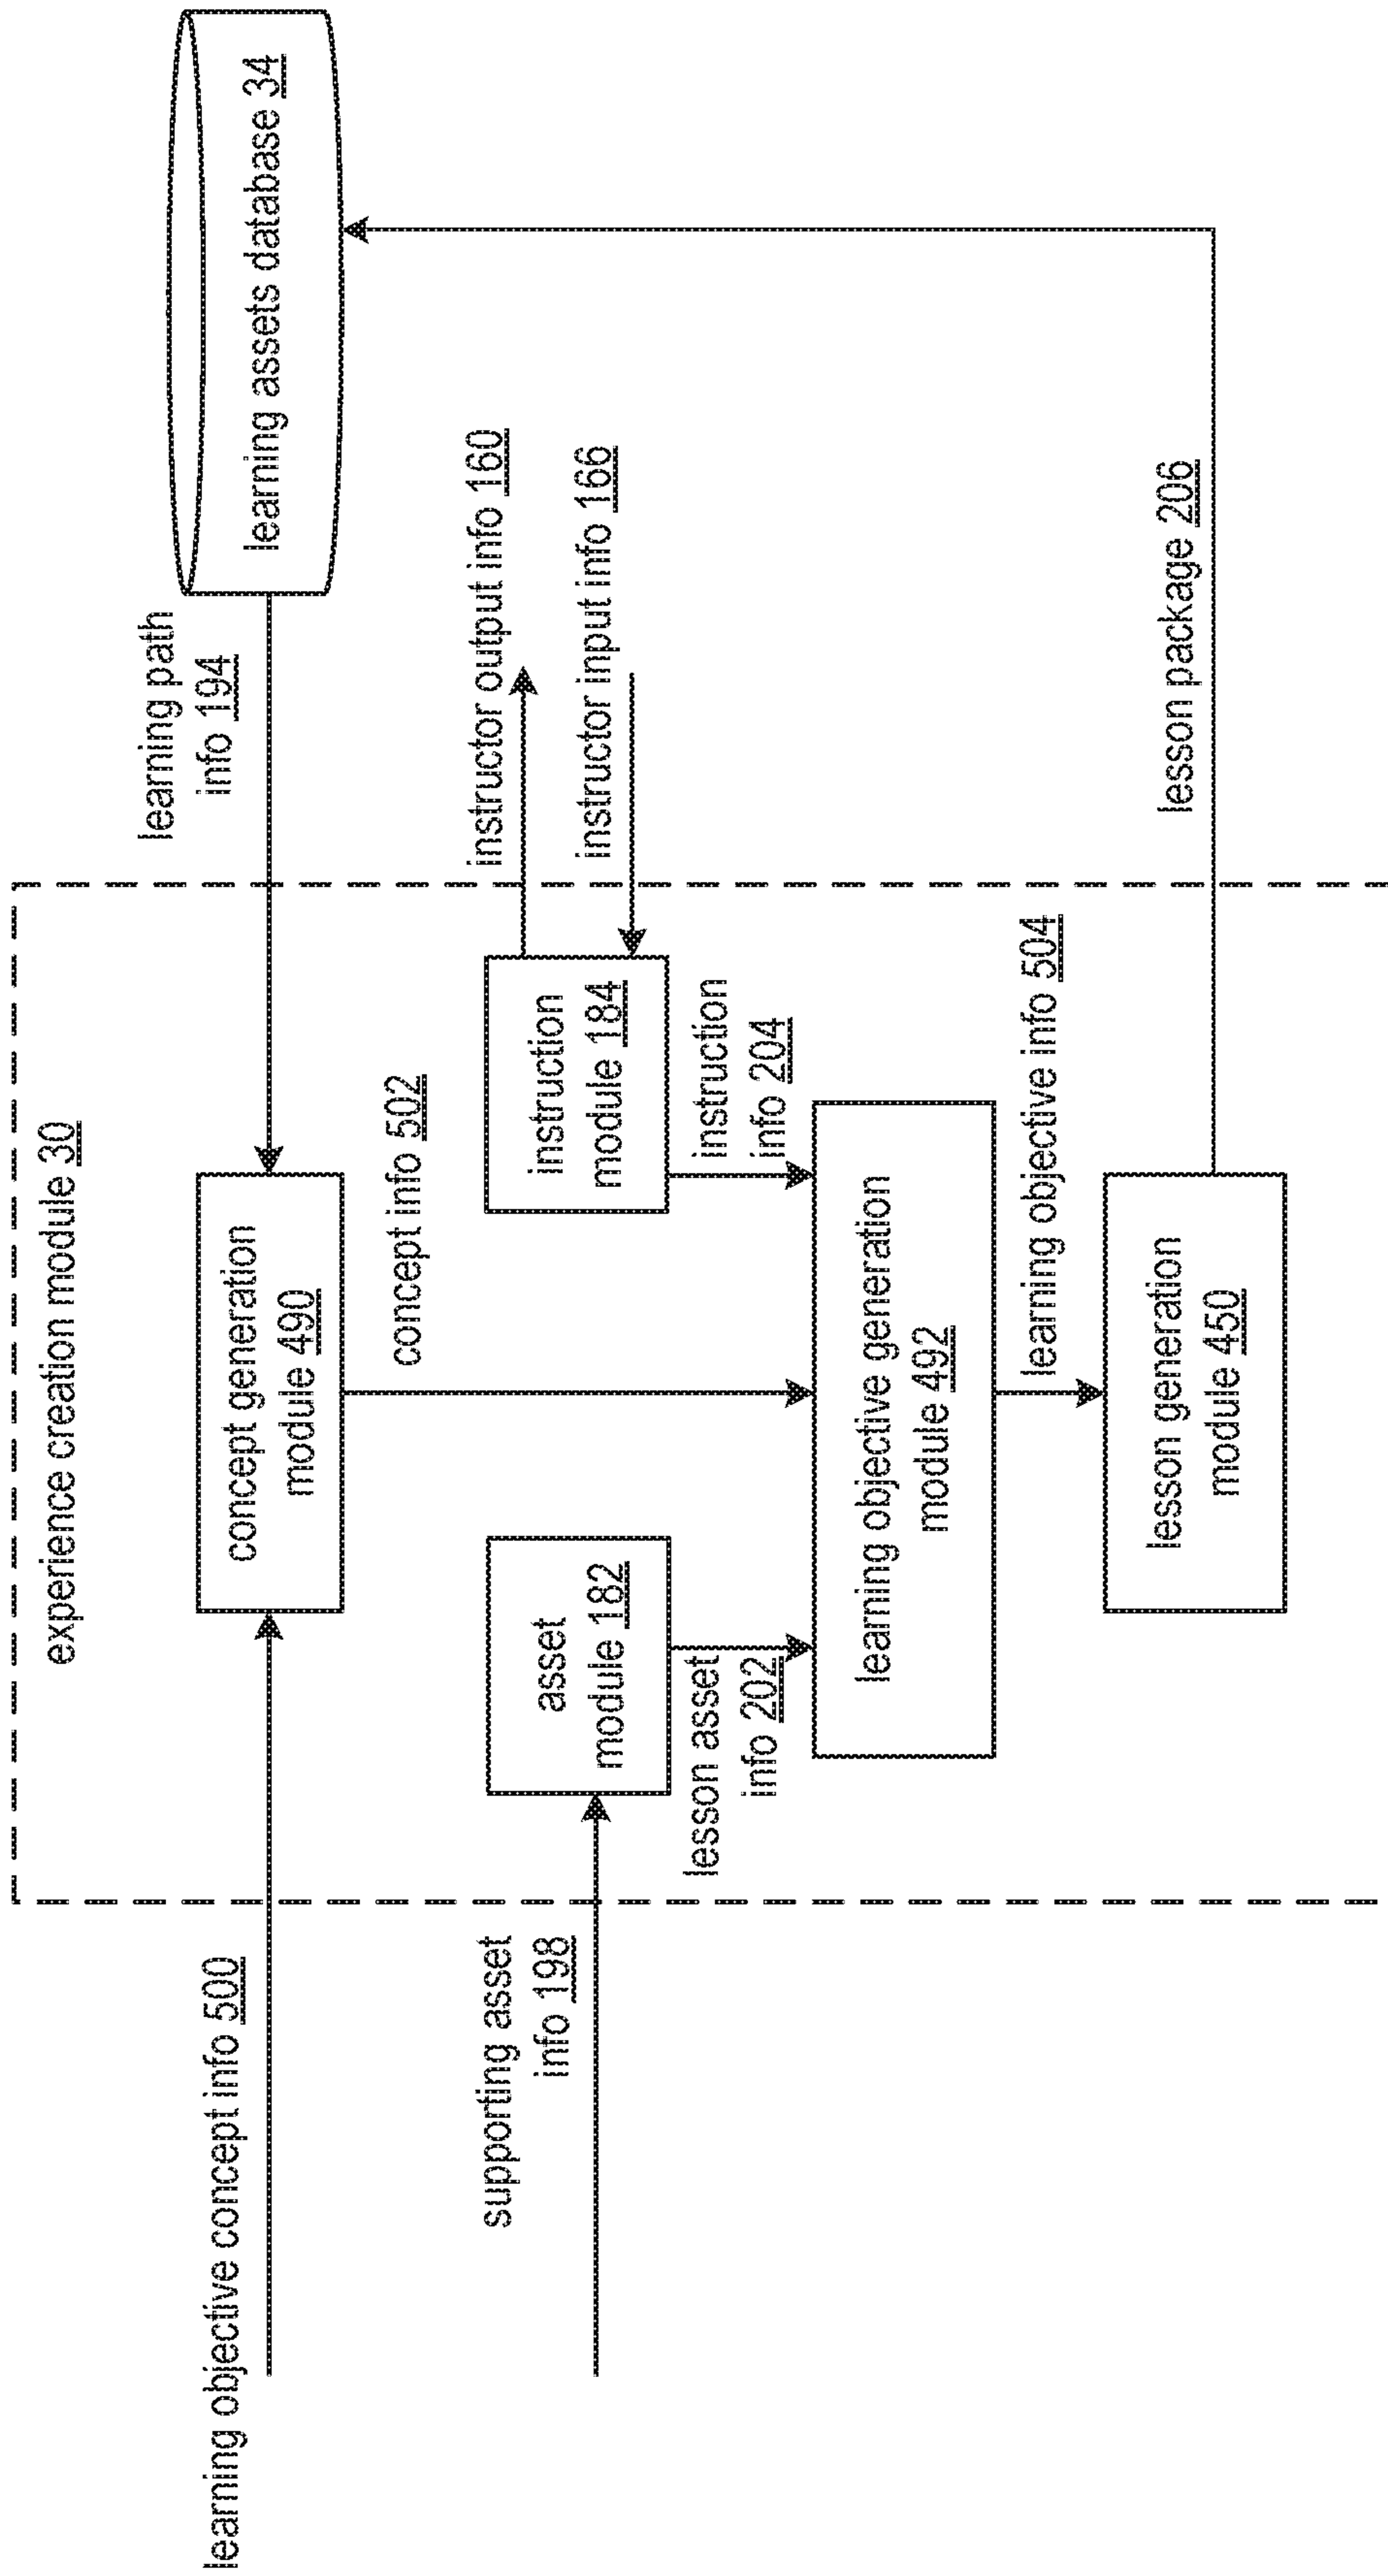 experience creation module 30
learning objective concept info 500
concept generation
module 490
learning path
info 194
learning assets database 34
concept info 502
supporting asset
info 198
asset
module 182
instruction
module 184
instructor output info 160
instructor input info 166
lesson asset
info 202
instruction
info 204
learning objective generation
module 492
learning objective info 504
lesson generation
module 450
lesson package 206